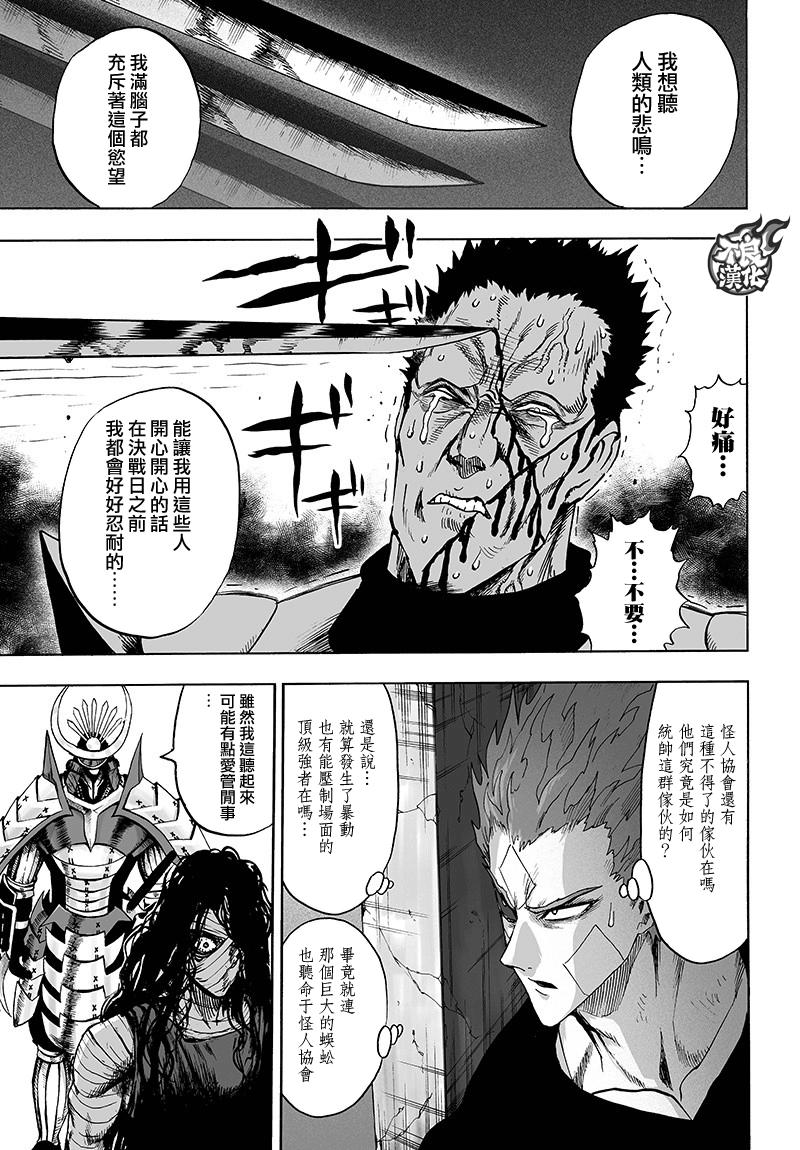 我想聽
人類的悲鳴…
我滿腦子都
充斥著這個慾望
浪
漢化
ギギ
ギギ
好痛…
不…不要…
能讓我用這些人
開心開心的話
在決戰日之前
我都會好好忍耐的……
怪人協會還有
這種不得了的傢伙在嗎
他們究竟是如何
統帥這群傢伙的？
還是說…
就算發生了暴動
也有能壓制場面的
頂級強者在嗎…
畢竟就連
那個巨大的蜈蚣
也聽命于怪人協會
雖然我這聽起來
可能有點愛管閒事
…